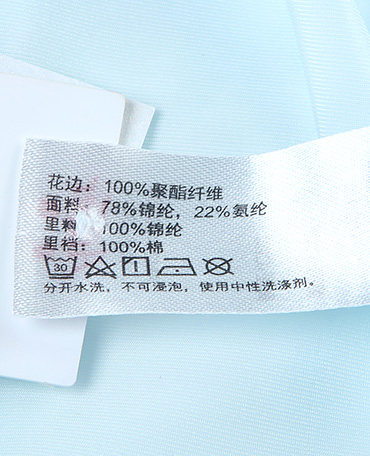 花边：100%聚酯纤维
面料：78%锦纶，22%氨纶
里料：100%锦纶
里裆：100%棉
30
分开水洗，不可浸泡，使用中性洗涤剂。